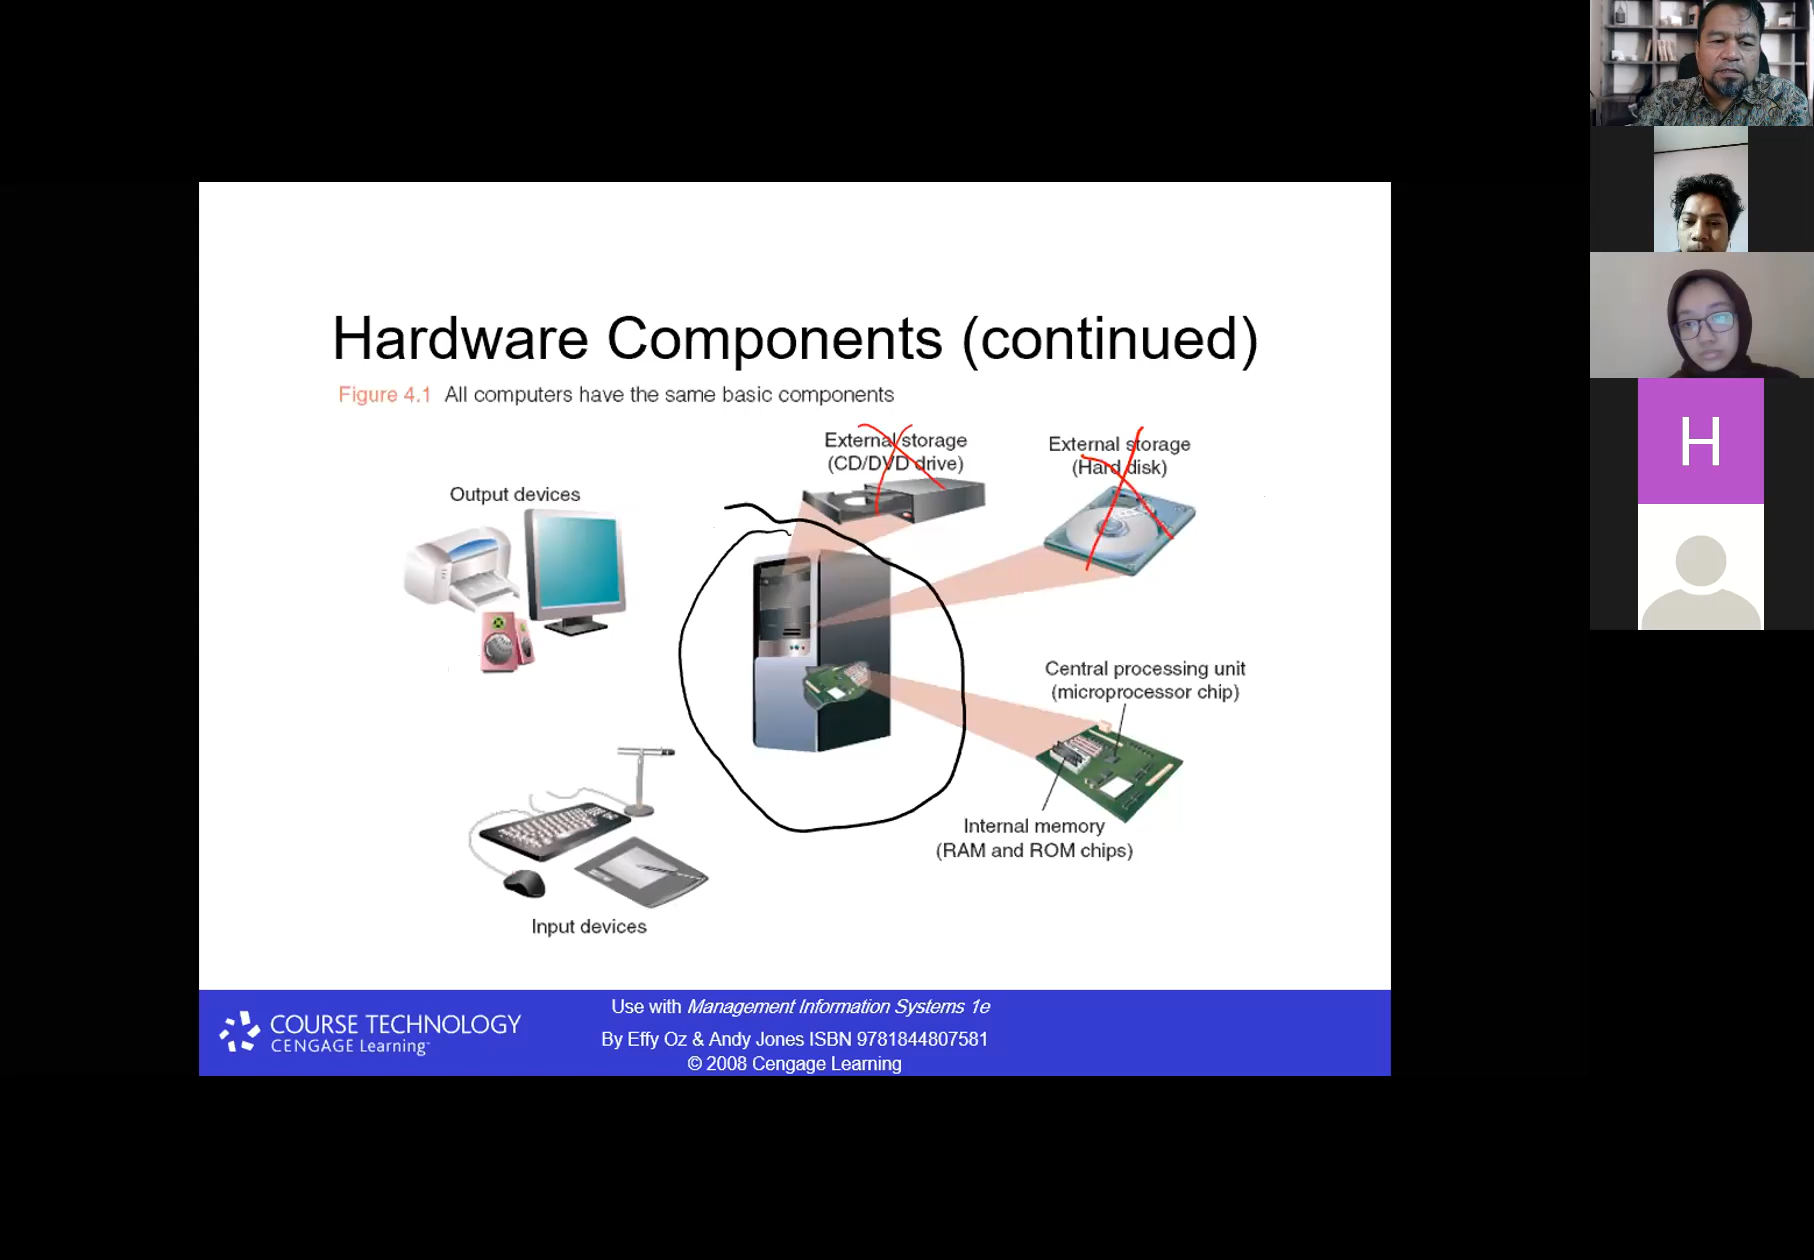 Hardware Components (continued)
Figure 4.1 All computers have the same basic components
External storage
(CD/DVD drive)
External storage
(Hard disk)
Output devices
Central processing unit
(microprocessor chip)
Internal memory
(RAM and ROM chips)
Input devices
COURSE TECHNOLOGY
CENGAGE Learning™
Use with Management Information Systems 1e
By Effy Oz & Andy Jones ISBN 9781844807581
© 2008 Cengage Learning
H